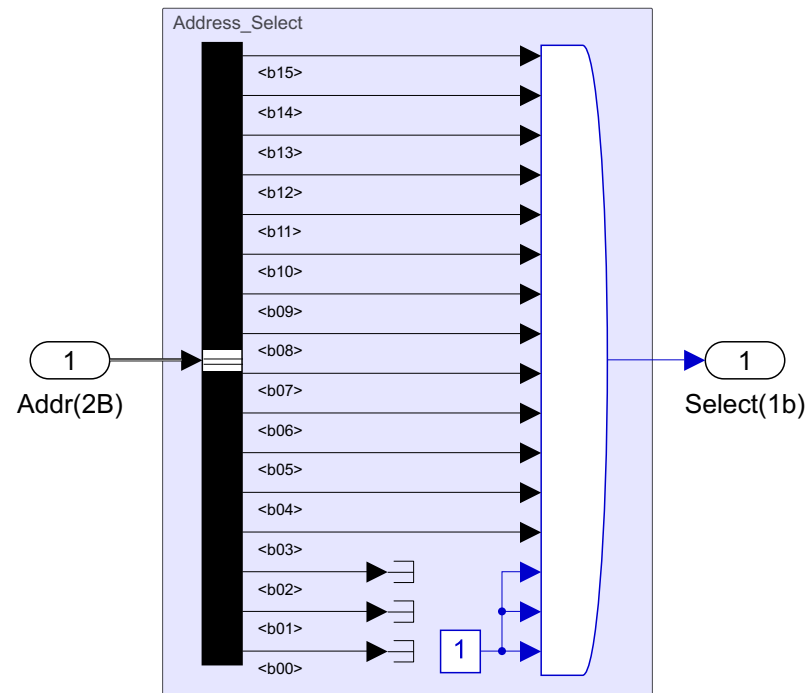 Address_Select
<b15>
<b14>
<b13>
<b12>
<b11>
<b10>
<b09>
<b08>
1
1
Addr(2B)
<b07>
Select(1b)
<b06>
<b05>
<b04>
<b03>
<b02>
<b01>
1
<b00>